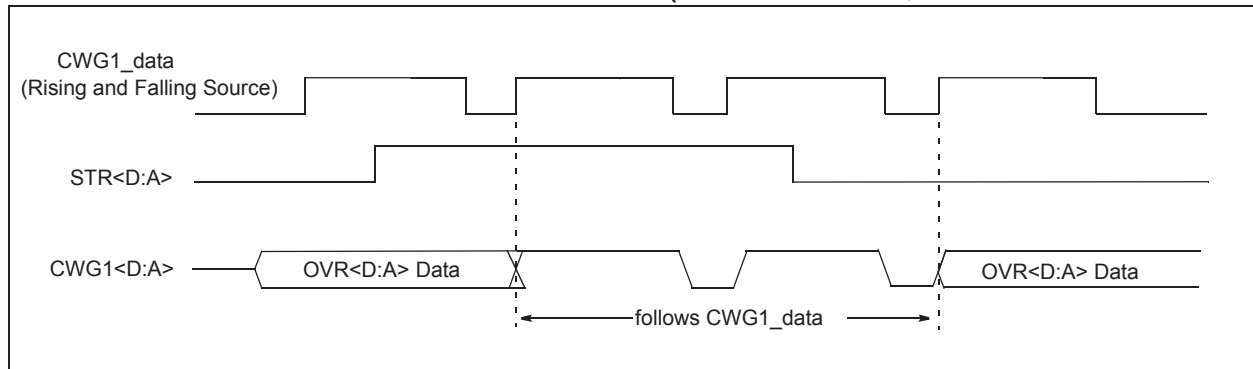 CWG1_data
(Rising and Falling Source)
STR<D:A>
CWG1<D:A>
OVR<D:A> Data
OVR<D:A> Data
follows CWG1_data